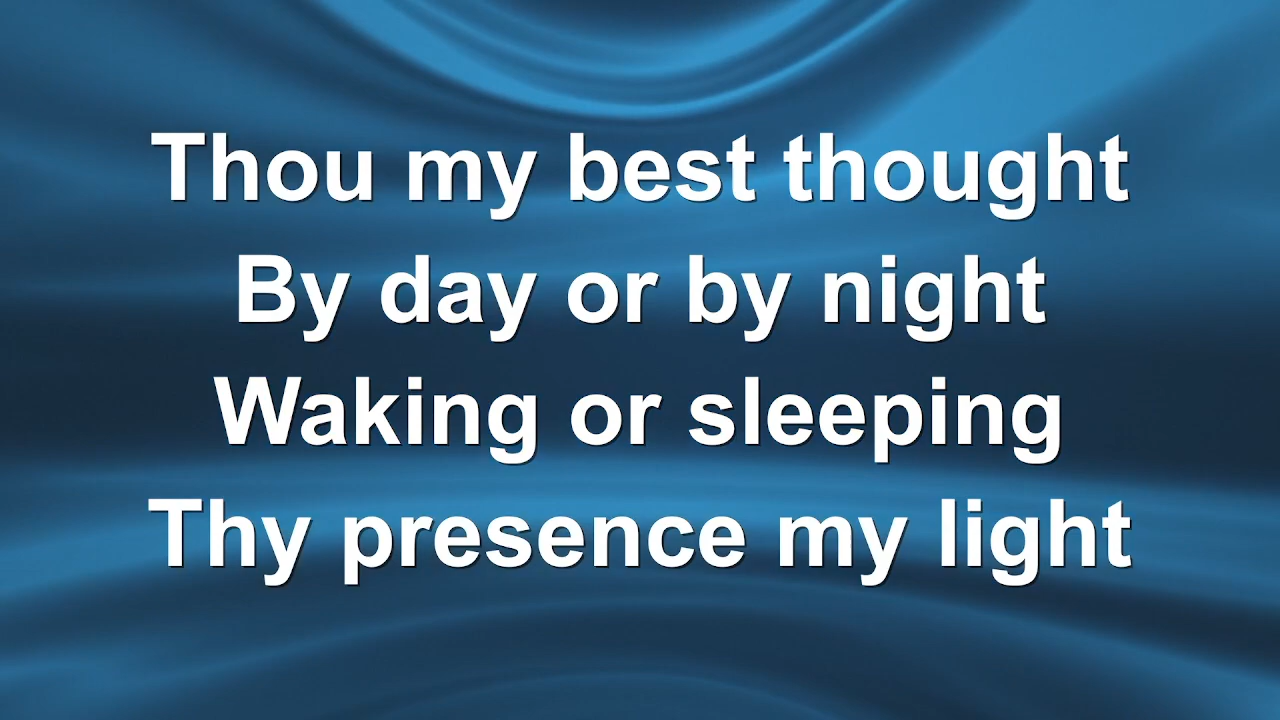 Thou my best thought
By day or by night
Waking or sleeping
Thy presence my light